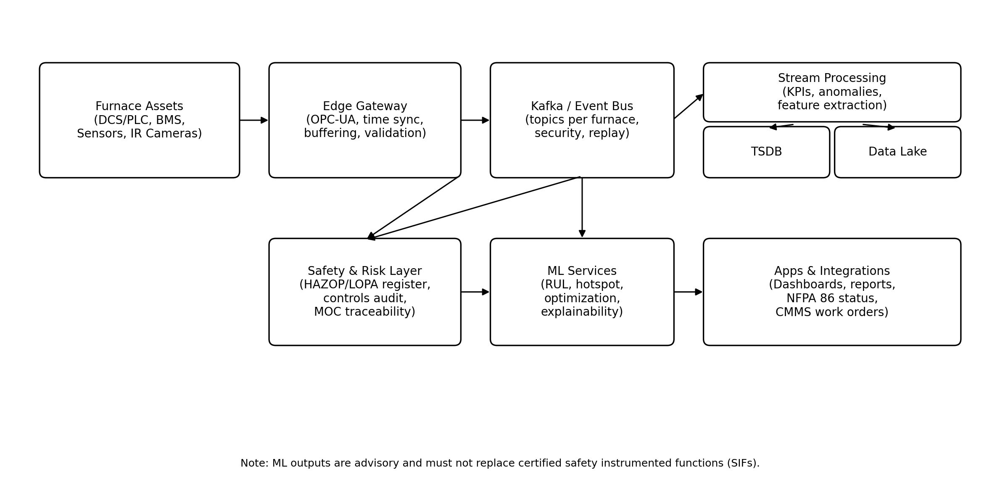 Furnace Assets
(DCS/PLC, BMS,
Sensors, IR Cameras)
Edge Gateway
(OPC-UA, time sync,
buffering, validation)
Kafka / Event Bus
(topics per furnace,
security, replay)
Stream Processing
(KPIs, anomalies,
feature extraction)
TSDB
Data Lake
Safety & Risk Layer
(HAZOP/LOPA register,
controls audit,
MOC traceability)
ML Services
(RUL, hotspot,
optimization,
explainability)
Apps & Integrations
(Dashboards, reports,
NFPA 86 status,
CMMS work orders)
Note: ML outputs are advisory and must not replace certified safety instrumented functions (SIFs).